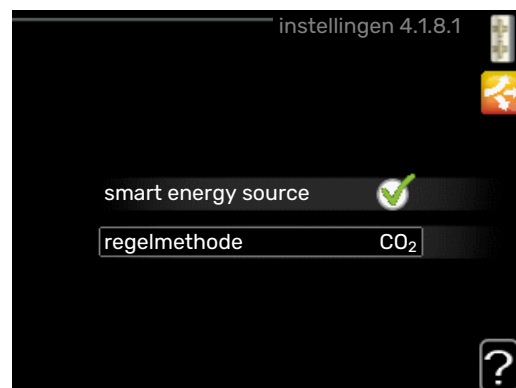 instellingen 4.1.8.1
smart energy source
regelmethode CO₂
?